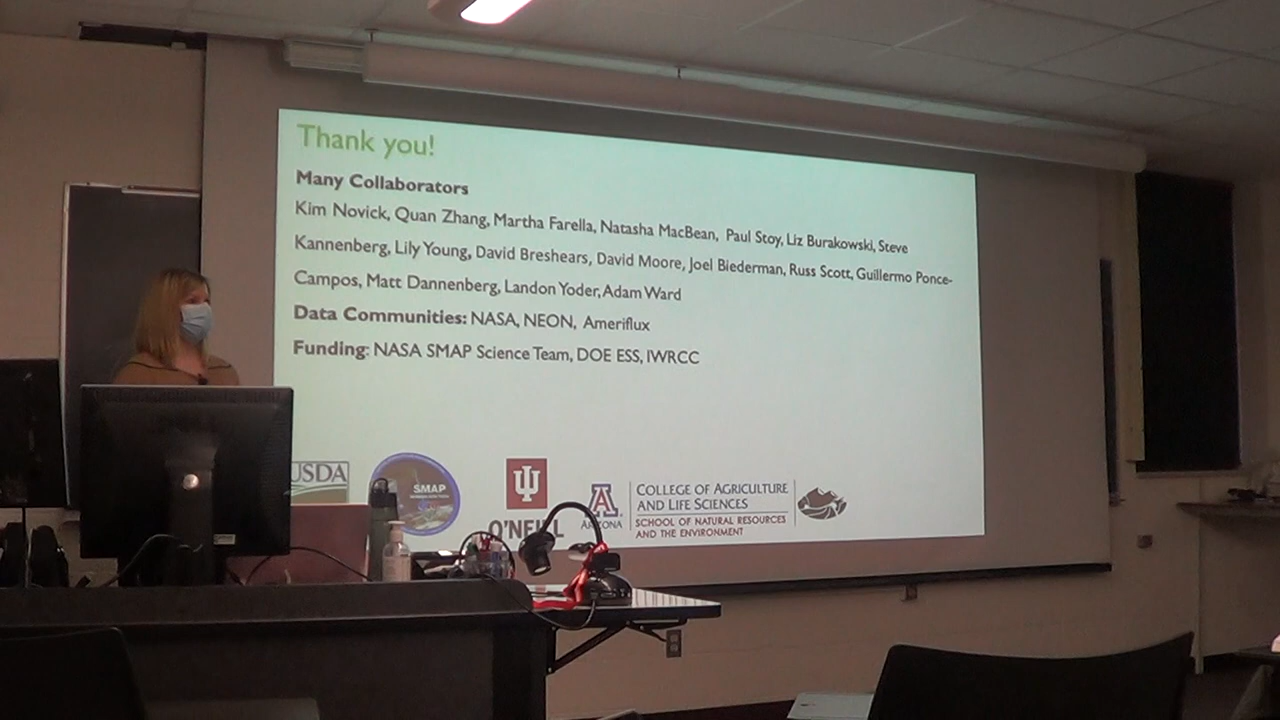 Thank you!
Many Collaborators
Kim Novick, Quan Zhang, Martha Farella, Natasha MacBean, Paul Stoy, Liz Burakowski, Steve
Kannenberg, Lily Young, David Breshears, David Moore, Joel Biederman, Russ Scott, Guillermo Ponce-
Campos, Matt Dannenberg, Landon Yoder, Adam Ward
Data Communities: NASA, NEON, Ameriflux
Funding: NASA SMAP Science Team, DOE ESS, IWRCC
USDA
SMAP
O'NEILL
A
ARIZONA
COLLEGE OF AGRICULTURE
AND LIFE SCIENCES
SCHOOL OF NATURAL RESOURCES
AND THE ENVIRONMENT